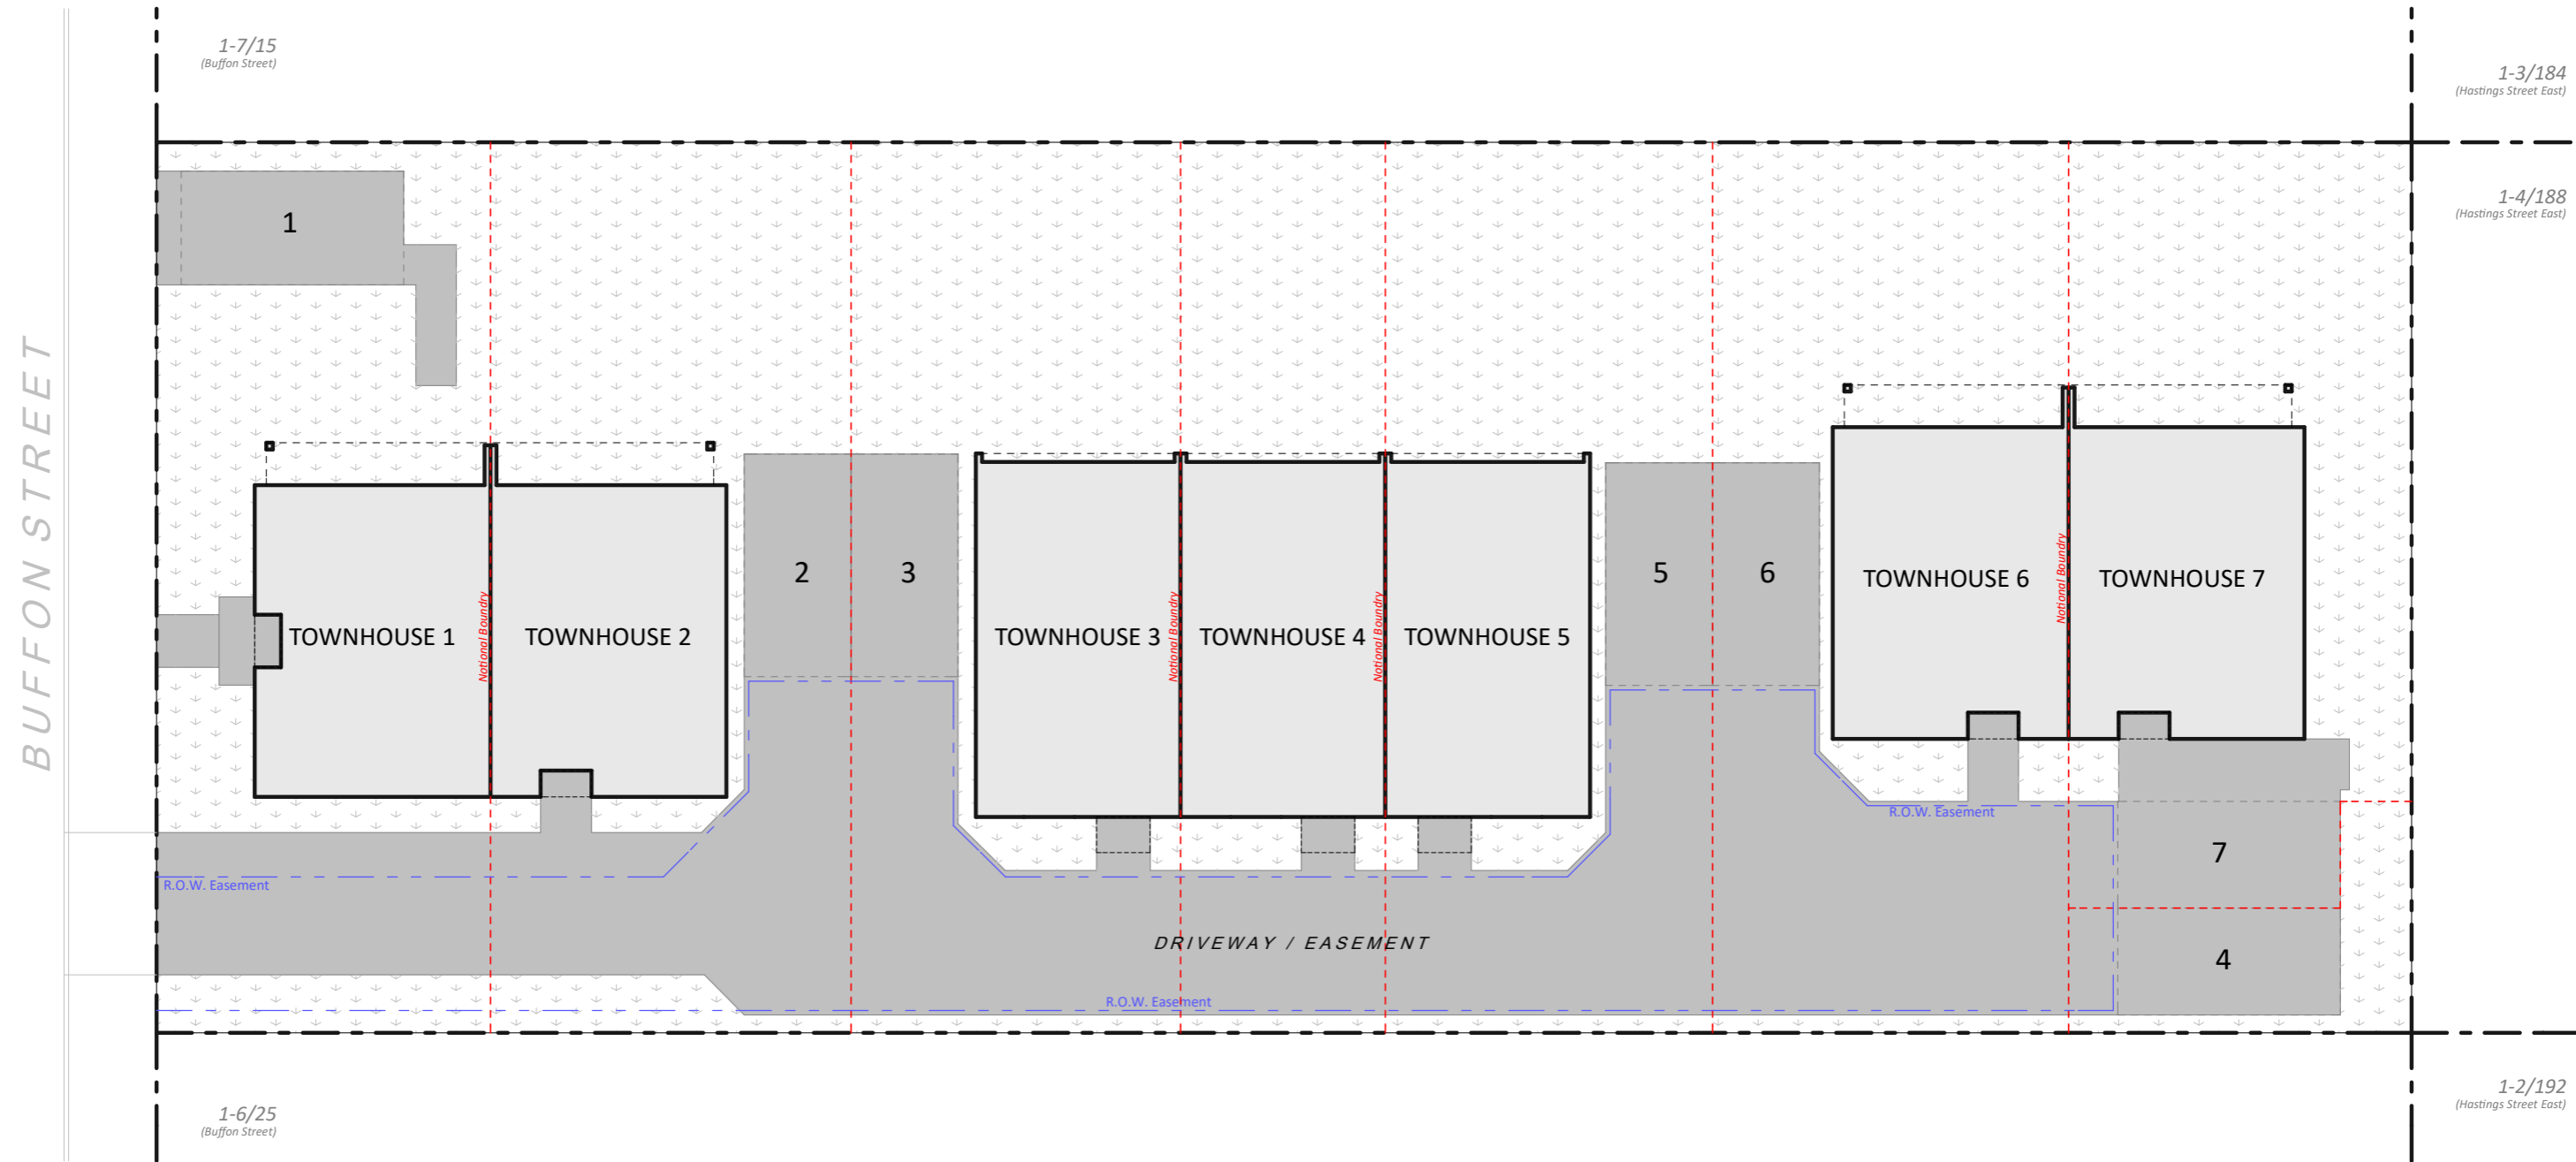 1-7/15
(Buffon Street)
1-3/184
(Hastings Street East)
1-4/188
(Hastings Street East)
1
BUFFON STREET
2
3
5
6
TOWNHOUSE 1
TOWNHOUSE 2
TOWNHOUSE 3
TOWNHOUSE 4
TOWNHOUSE 5
TOWNHOUSE 6
TOWNHOUSE 7
Notional Boundry
Notional Boundry
Notional Boundry
Notional Boundry
R.O.W. Easement
R.O.W. Easement
7
DRIVEWAY / EASEMENT
4
R.O.W. Easement
1-6/25
(Buffon Street)
1-2/192
(Hastings Street East)